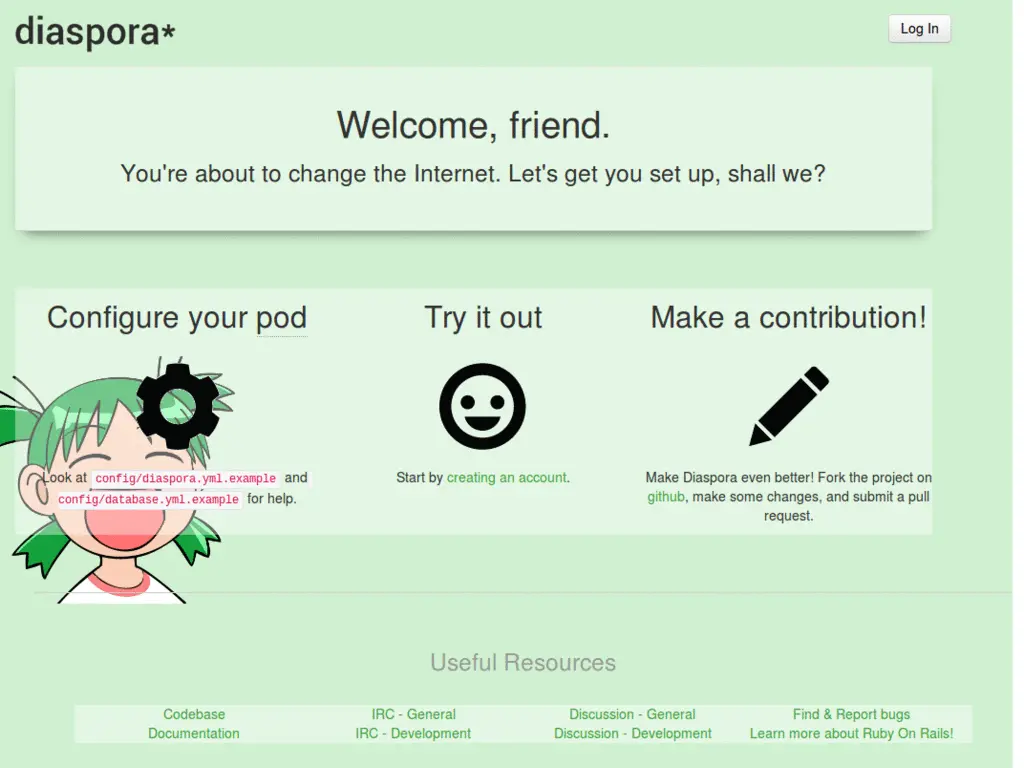 diaspora*
Log In
Welcome, friend.
You're about to change the Internet. Let's get you set up, shall we?
Configure your pod
Look at config/diaspora.yml.example and
config/database.yml.example for help.
Try it out
Start by creating an account.
Make a contribution!
Make Diaspora even better! Fork the project on
github, make some changes, and submit a pull
request.
Useful Resources
Codebase
Documentation
IRC - General
IRC - Development
Discussion - General
Discussion - Development
Find & Report bugs
Learn more about Ruby On Rails!